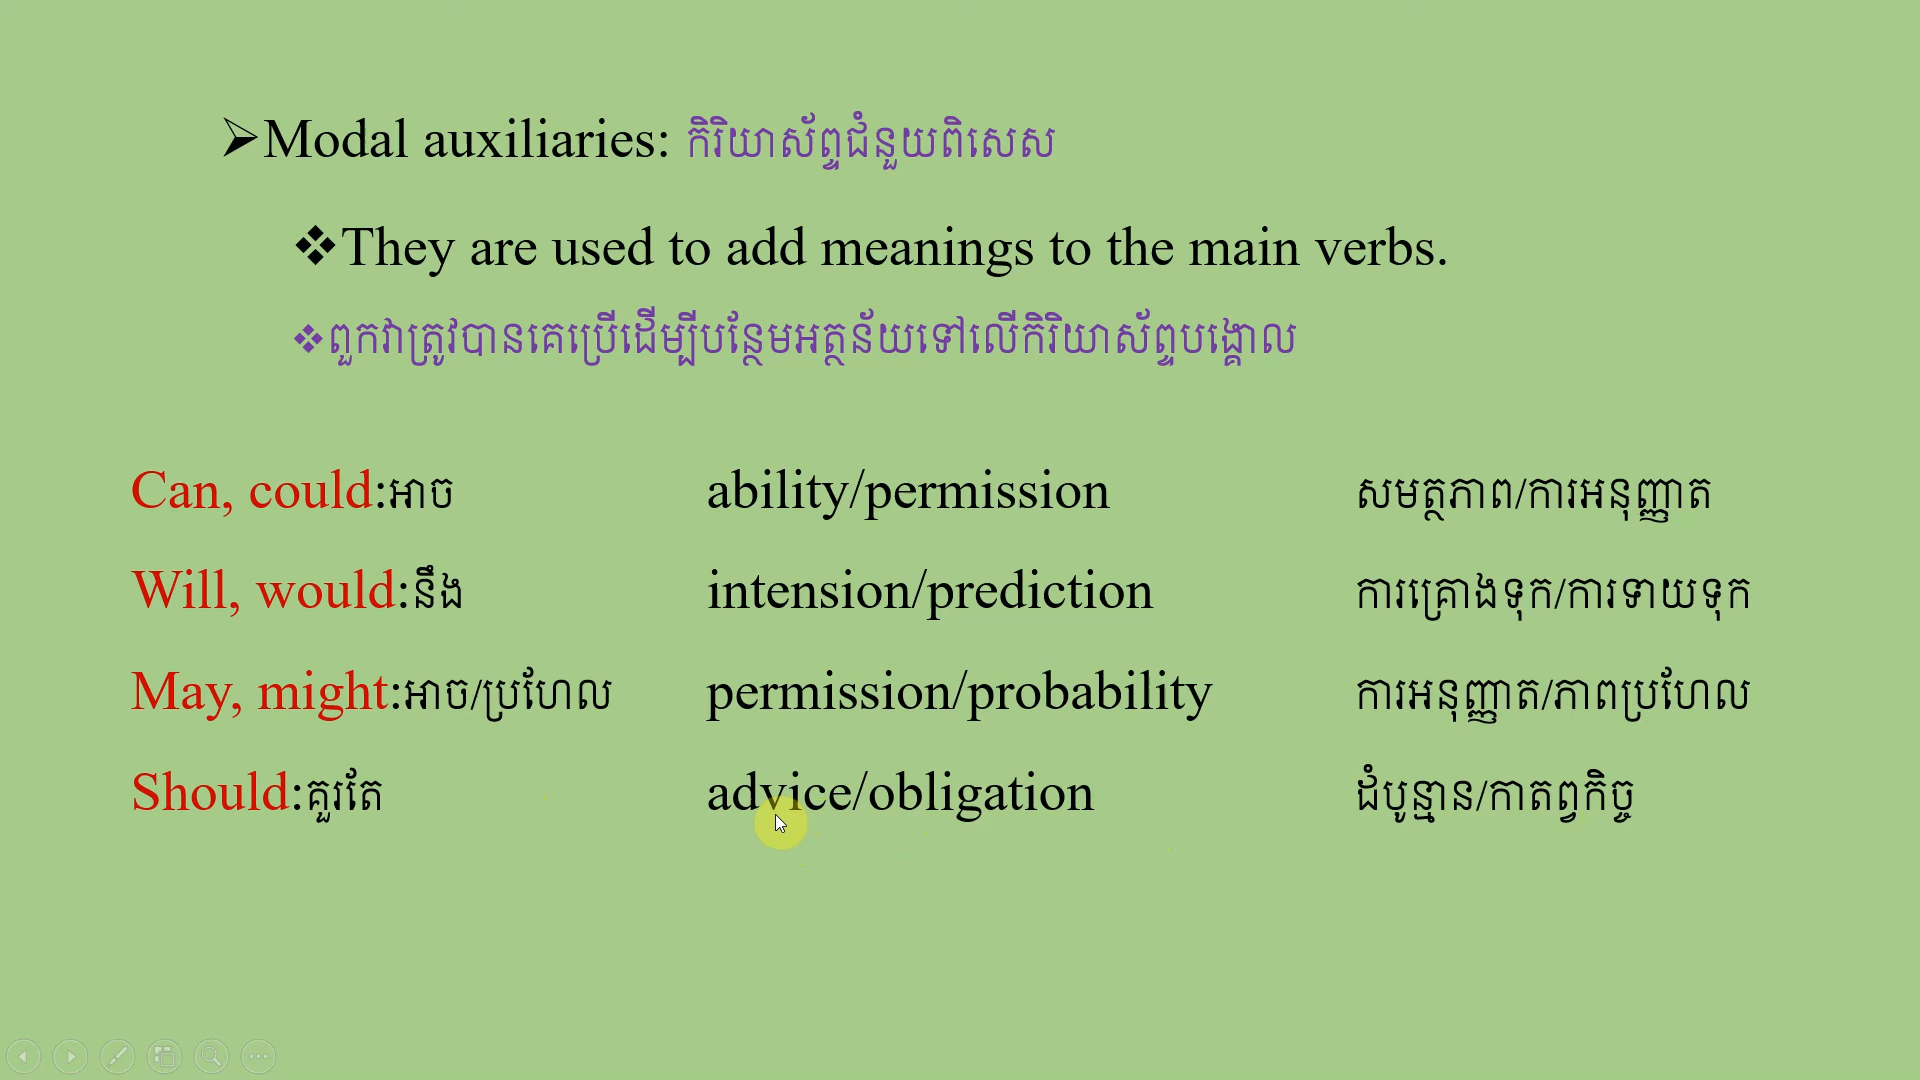 ➢Modal auxiliaries: កិរិយាស័ព្ទជំនួយពិសេស
❖They are used to add meanings to the main verbs.
❖ពួកវាត្រូវបានគេប្រើដើម្បីបន្ថែមអត្ថន័យទៅលើកិរិយាស័ព្ទបង្គោល
Can, could:អាច ability/permission សមត្ថភាព/ការអនុញ្ញាត
Will, would:នឹង intension/prediction ការគ្រោងទុក/ការទាយទុក
May, might:អាច/ប្រហែល permission/probability ការអនុញ្ញាត/ភាពប្រហែល
Should:គួរតែ advice/obligation ដំបូន្មាន/កាតព្វកិច្ច